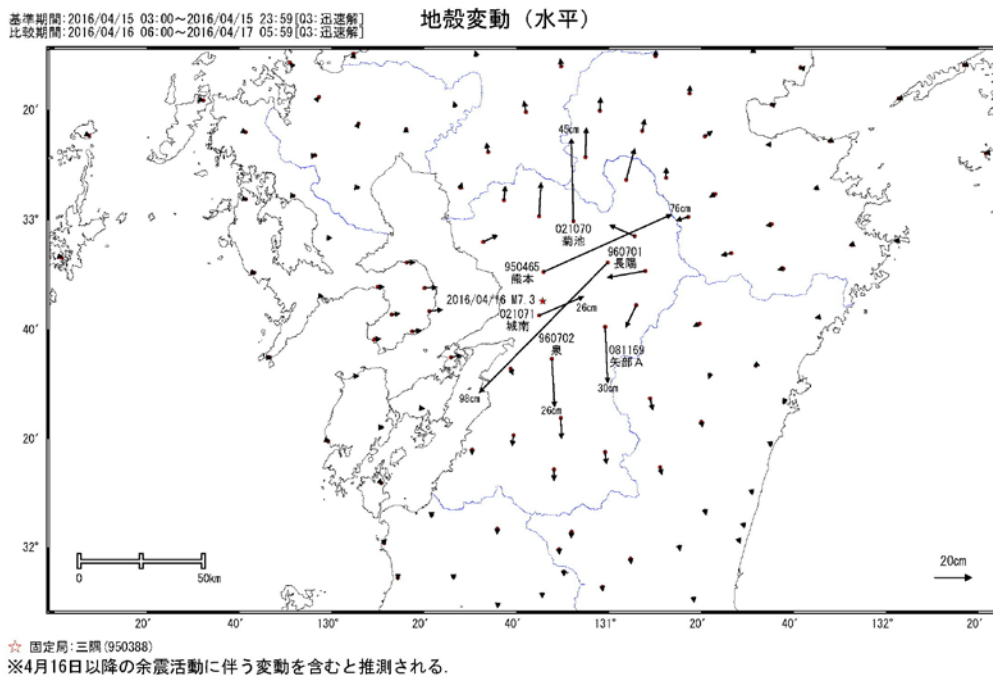 地殻変動（水平）
基準期間:2016/04/15 03:00～2016/04/15 23:59[Q3:迅速解]
比較期間:2016/04/16 06:00～2016/04/17 05:59[Q3:迅速解]
20′
45cm
33°
021070
菊池
76cm
960701
長陽
950465
熊本
2016/04/16 M7.3
26cm
021071
城南
40′
960702
泉
081169
矢部A
98cm
30cm
26cm
20′
32°
0
50km
20cm
20′
40′
130°
20′
40′
131°
20′
40′
132°
☆ 固定局:三隅(950388)
※4月16日以降の余震活動に伴う変動を含むと推測される.